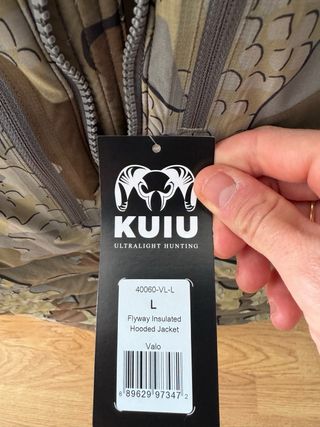 KUIU
ULTRALIGHT HUNTING
40060-VL-L
L
Flyway Insulated
Hooded Jacket
Valo
8 89629 97347 2